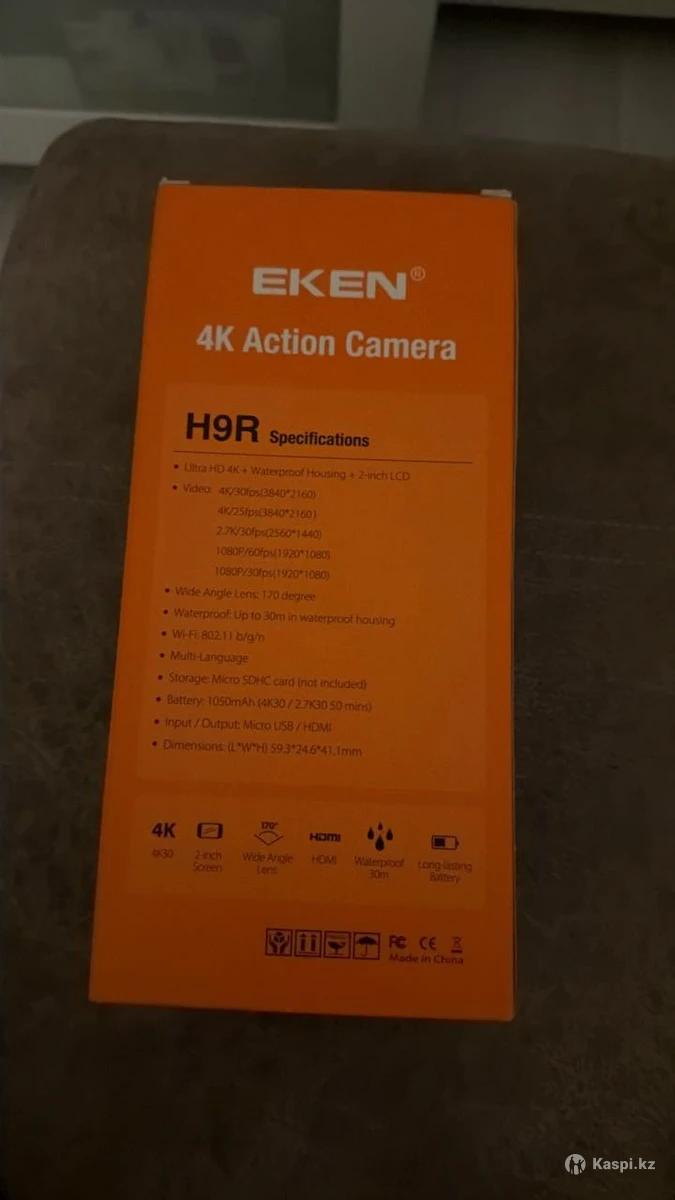 EKEN®
4K Action Camera
H9R Specifications
• Ultra HD 4K + Waterproof Housing + 2-inch LCD
• Video: 4K/30fps(3840*2160)
4K/25fps(3840*2160)
2.7K/30fps(2560*1440)
1080P/60fps(1920*1080)
1080P/30fps(1920*1080)
• Wide Angle Lens: 170 degree
• Waterproof: Up to 30m in waterproof housing
• Wi-Fi: 802.11 b/g/n
• Multi-Language
• Storage: Micro SDHC card (not included)
• Battery: 1050mAh (4K30 / 2.7K30 50 mins)
• Input / Output: Micro USB / HDMI
• Dimensions: (L*W*H) 59.3*24.6*41.1mm
4K 170° HDMI
4K30 2-inch Screen Wide Angle Lens HDMI Waterproof 30m Long-lasting Battery
FC CE
Made in China
Kaspi.kz